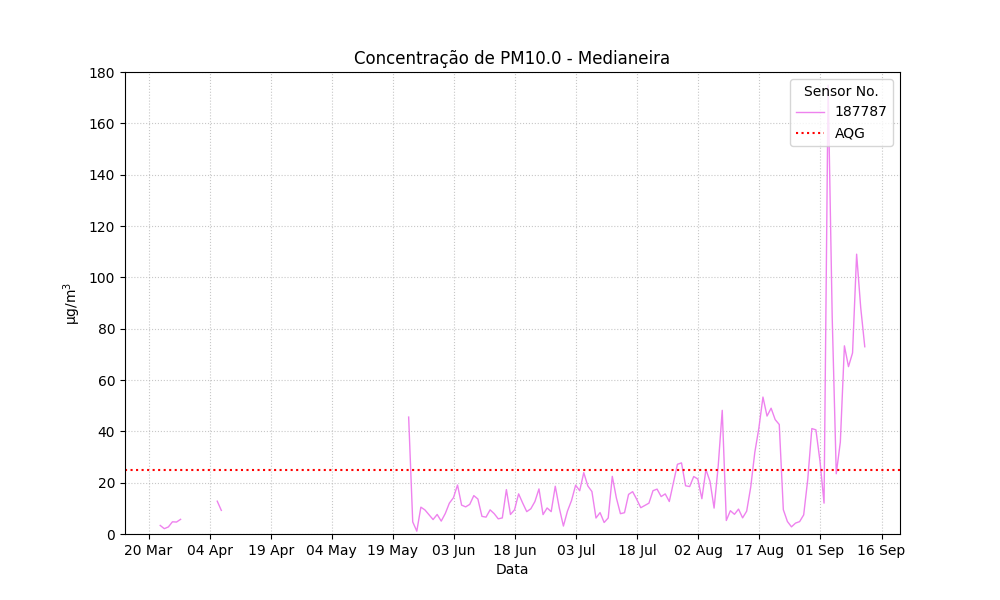 Concentração de PM10.0 - Medianeira
Sensor No.
187787
AQG
180
160
140
120
100
80
60
40
20
0
µg/m³
20 Mar 04 Apr 19 Apr 04 May 19 May 03 Jun 18 Jun 03 Jul 18 Jul 02 Aug 17 Aug 01 Sep 16 Sep
Data